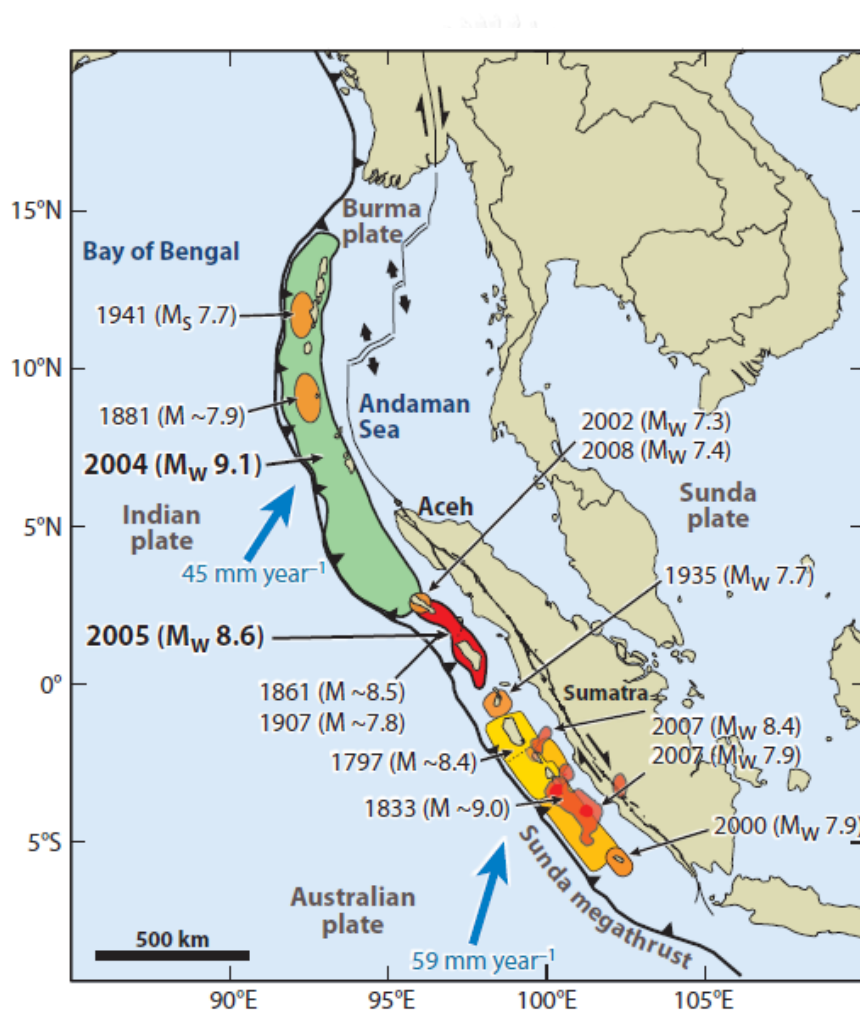 15°N
Burma
plate
Bay of Bengal
1941 (MS 7.7)
10°N
Andaman
Sea
1881 (M ~7.9)
2002 (MW 7.3)
2008 (MW 7.4)
2004 (MW 9.1)
Aceh
Sunda
plate
5°N
Indian
plate
45 mm year–1
1935 (MW 7.7)
2005 (MW 8.6)
0°
1861 (M ~8.5)
1907 (M ~7.8)
Sumatra
2007 (MW 8.4)
2007 (MW 7.9)
1797 (M ~8.4)
1833 (M ~9.0)
2000 (MW 7.9)
5°S
Sunda megathrust
Australian
plate
500 km
59 mm year–1
90°E
95°E
100°E
105°E